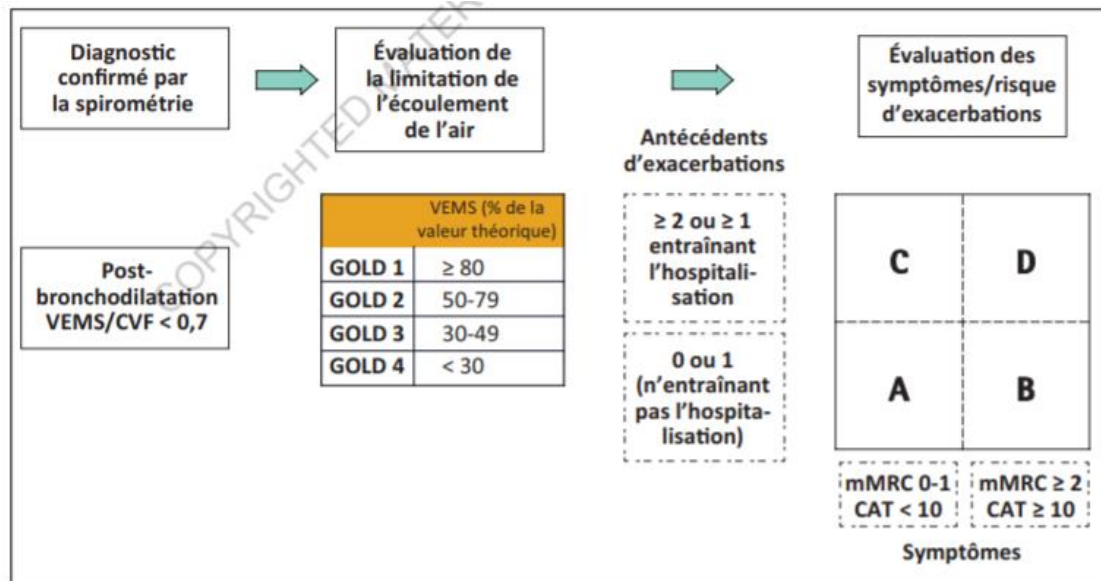 Diagnostic
confirmé par
la spirométrie
Évaluation de
la limitation de
l'écoulement
de l'air
Évaluation des
symptômes/risque
d'exacerbations
Post-
bronchodilatation
VEMS/CVF < 0,7
VEMS (% de la
valeur théorique)
GOLD 1 ≥ 80
GOLD 2 50-79
GOLD 3 30-49
GOLD 4 < 30
Antécédents
d'exacerbations
≥ 2 ou ≥ 1
entraînant
l'hospitali-
sation
0 ou 1
(n'entraînant
pas l'hospita-
lisation)
C D
A B
mMRC 0-1
CAT < 10
mMRC ≥ 2
CAT ≥ 10
Symptômes
COPYRIGHTED MATER